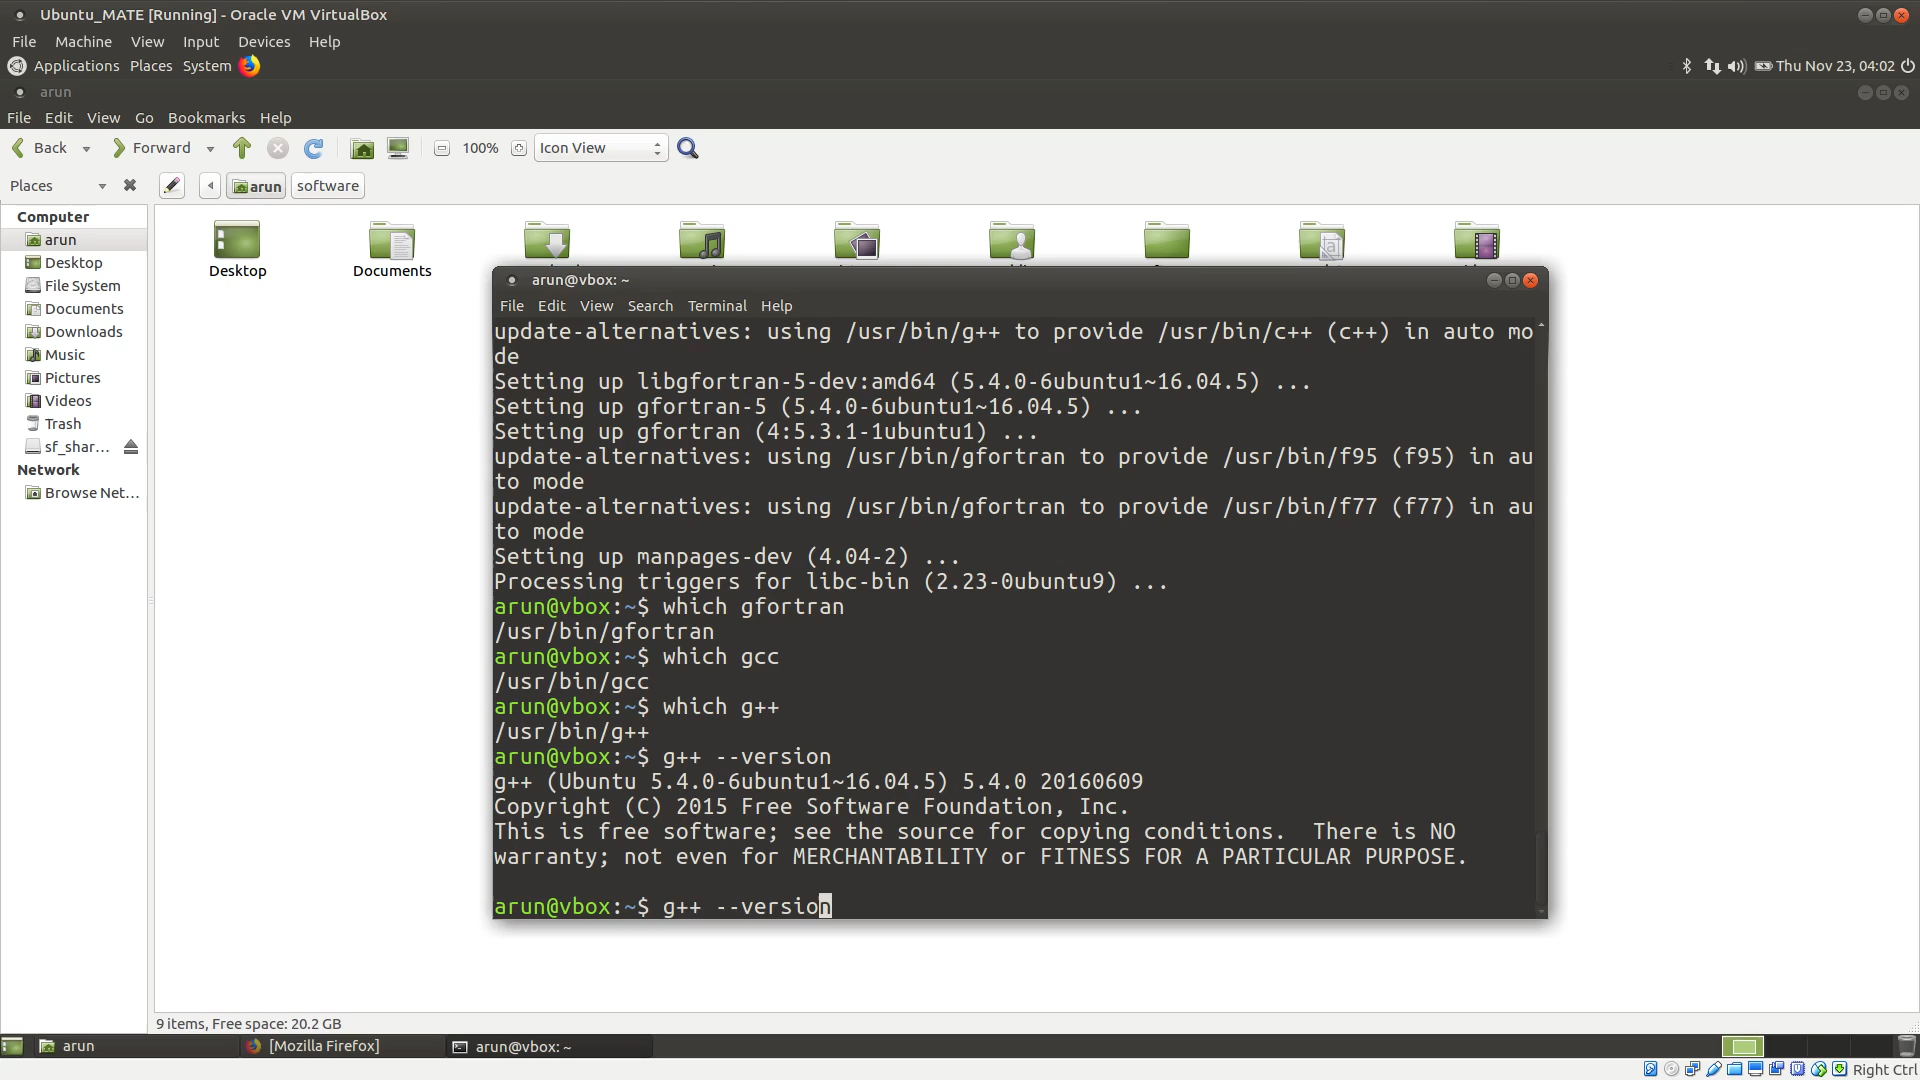 Ubuntu_MATE [Running] - Oracle VM VirtualBox
File Machine View Input Devices Help
Applications Places System Thu Nov 23, 04:02
arun
File Edit View Go Bookmarks Help
Back Forward 100% Icon View
Places arun software
Computer
arun
Desktop
File System
Documents
Downloads
Music
Pictures
Videos
Trash
sf_shar...
Network
Browse Net...
Desktop Documents
arun@vbox: ~
File Edit View Search Terminal Help
update-alternatives: using /usr/bin/g++ to provide /usr/bin/c++ (c++) in auto mo
de
Setting up libgfortran-5-dev:amd64 (5.4.0-6ubuntu1~16.04.5) ...
Setting up gfortran-5 (5.4.0-6ubuntu1~16.04.5) ...
Setting up gfortran (4:5.3.1-1ubuntu1) ...
update-alternatives: using /usr/bin/gfortran to provide /usr/bin/f95 (f95) in au
to mode
update-alternatives: using /usr/bin/gfortran to provide /usr/bin/f77 (f77) in au
to mode
Setting up manpages-dev (4.04-2) ...
Processing triggers for libc-bin (2.23-0ubuntu9) ...
arun@vbox:~$ which gfortran
/usr/bin/gfortran
arun@vbox:~$ which gcc
/usr/bin/gcc
arun@vbox:~$ which g++
/usr/bin/g++
arun@vbox:~$ g++ --version
g++ (Ubuntu 5.4.0-6ubuntu1~16.04.5) 5.4.0 20160609
Copyright (C) 2015 Free Software Foundation, Inc.
This is free software; see the source for copying conditions.  There is NO
warranty; not even for MERCHANTABILITY or FITNESS FOR A PARTICULAR PURPOSE.
arun@vbox:~$ g++ --version
9 items, Free space: 20.2 GB
arun [Mozilla Firefox] arun@vbox: ~
Right Ctrl